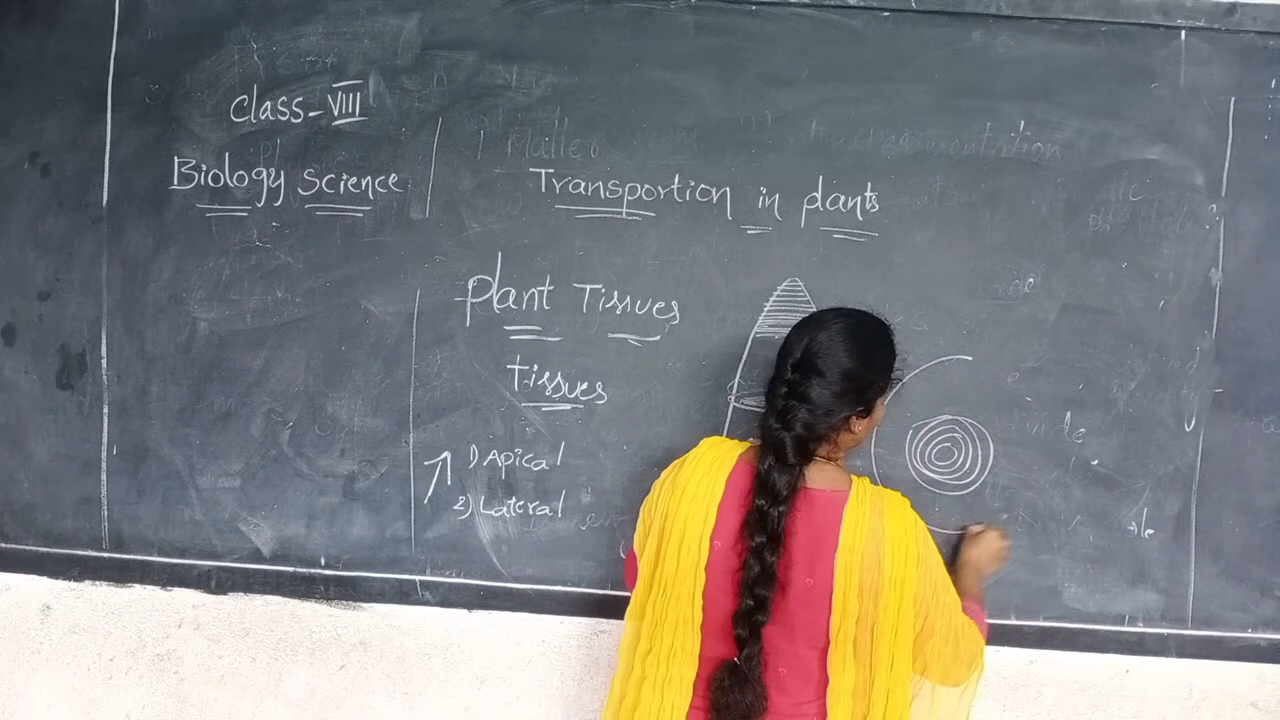 Class-VIII
Biology Science
Transportion in plants
plant Tissues
Tissues
1) Apical
2) Lateral